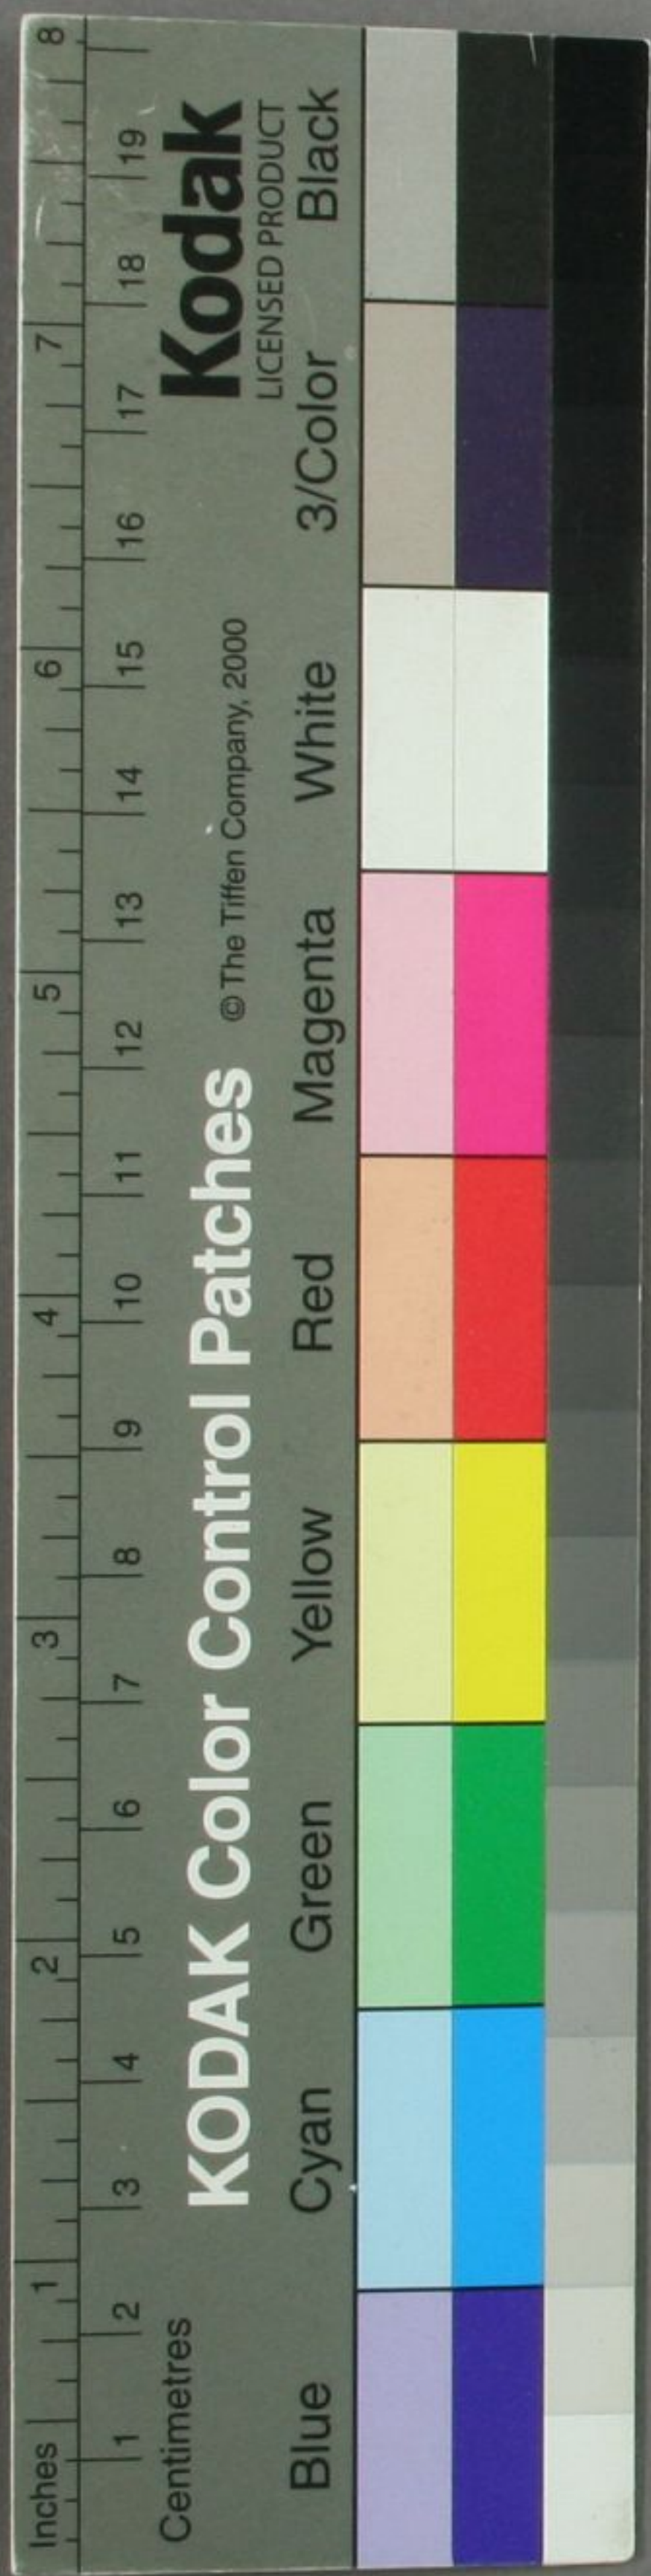 Inches 1 2 3 4 5 6 7 8
1 2 3 4 5 6 7 8 9 10 11 12 13 14 15 16 17 18 19
Centimetres
KODAK Color Control Patches © The Tiffen Company, 2000 Kodak
LICENSED PRODUCT
Blue Cyan Green Yellow Red Magenta White 3/Color Black